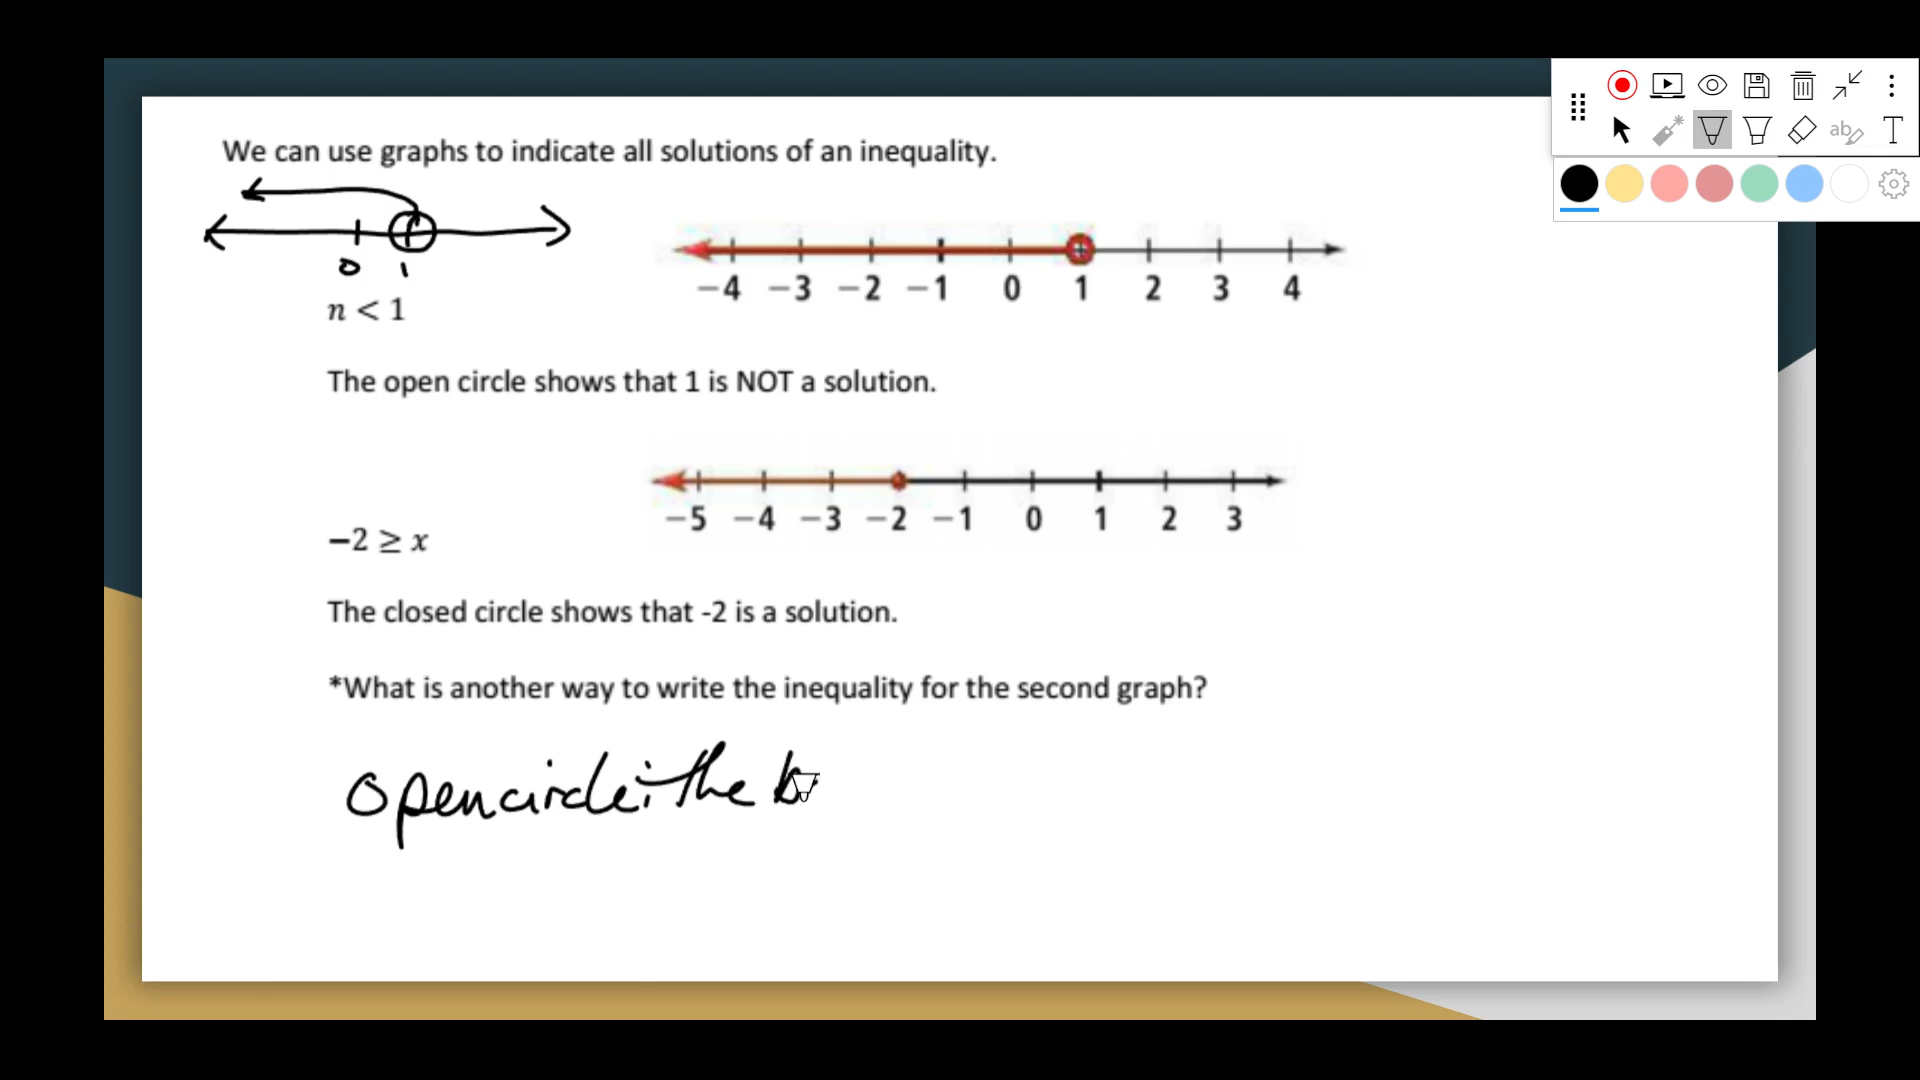 We can use graphs to indicate all solutions of an inequality.
0 1
−4 −3 −2 −1 0 1 2 3 4
n < 1
The open circle shows that 1 is NOT a solution.
−5 −4 −3 −2 −1 0 1 2 3
−2 ≥ x
The closed circle shows that -2 is a solution.
*What is another way to write the inequality for the second graph?
open circle: the
ab
T